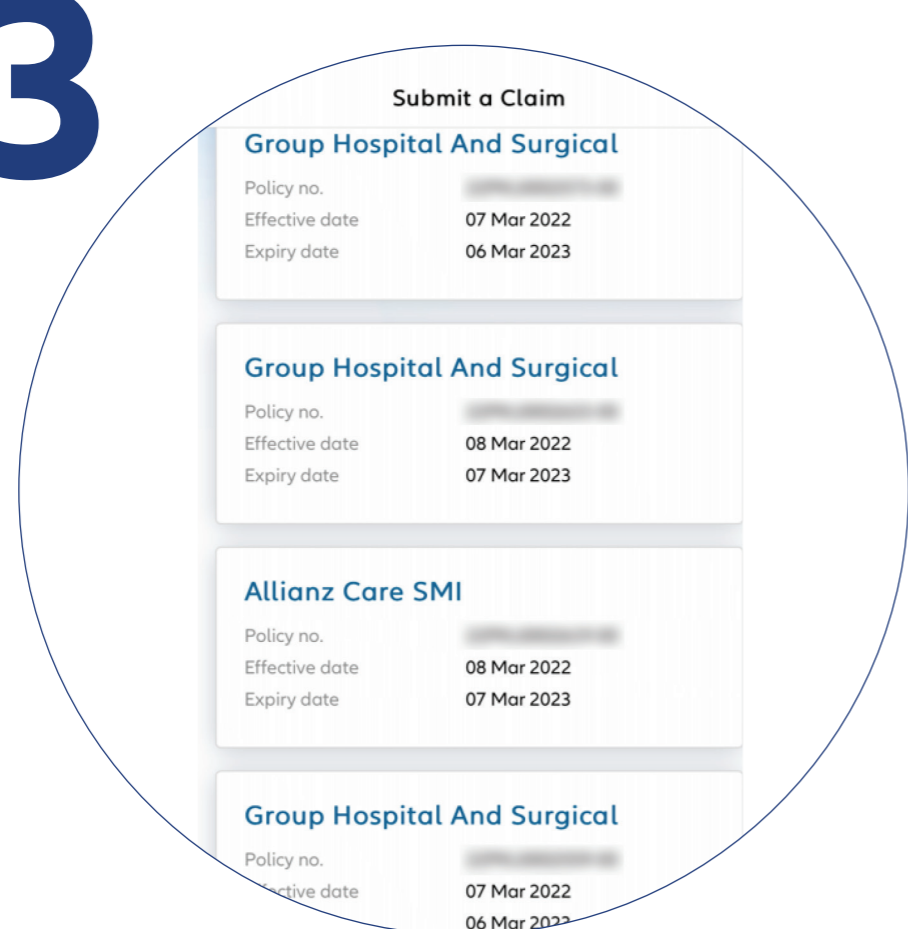 3
Submit a Claim
Group Hospital And Surgical
Policy no.
Effective date 07 Mar 2022
Expiry date 06 Mar 2023
Group Hospital And Surgical
Policy no.
Effective date 08 Mar 2022
Expiry date 07 Mar 2023
Allianz Care SMI
Policy no.
Effective date 08 Mar 2022
Expiry date 07 Mar 2023
Group Hospital And Surgical
Policy no.
date 07 Mar 2022
06 Mar